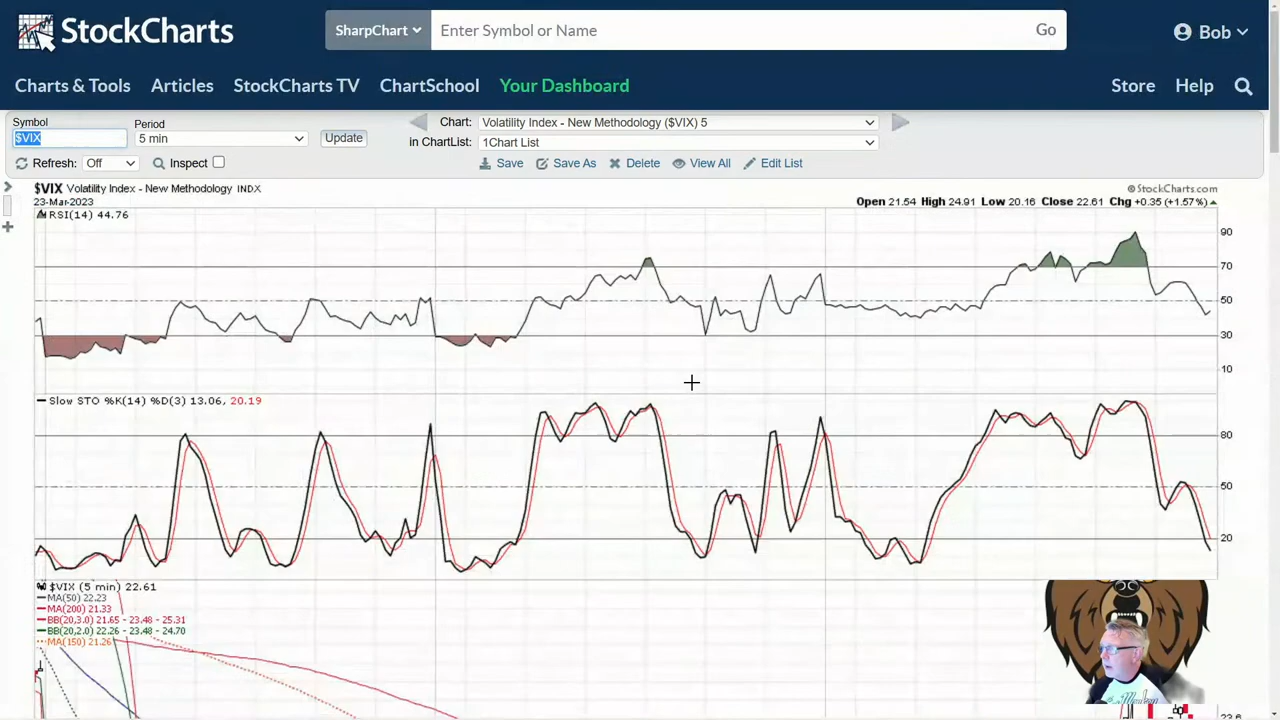 StockCharts
SharpChart
Enter Symbol or Name
Go
Bob
Charts & Tools
Articles
StockCharts TV
ChartSchool
Your Dashboard
Store
Help
Symbol
Period
$VIX
5 min
Update
Chart:
Volatility Index - New Methodology ($VIX) 5
in ChartList:
1Chart List
Refresh:
Off
Inspect
Save
Save As
Delete
View All
Edit List
$VIX Volatility Index - New Methodology INDX
© StockCharts.com
23-Mar-2023
Open 21.54 High 24.91 Low 20.16 Close 22.61 Chg +0.35 (+1.57%)
RSI(14) 44.76
90
70
50
30
10
Slow STO %K(14) %D(3) 13.06, 20.19
80
50
20
$VIX (5 min) 22.61
MA(50) 22.23
MA(200) 21.33
BB(20,3.0) 21.65 - 23.48 - 25.31
BB(20,2.0) 22.26 - 23.48 - 24.70
MA(150) 21.26